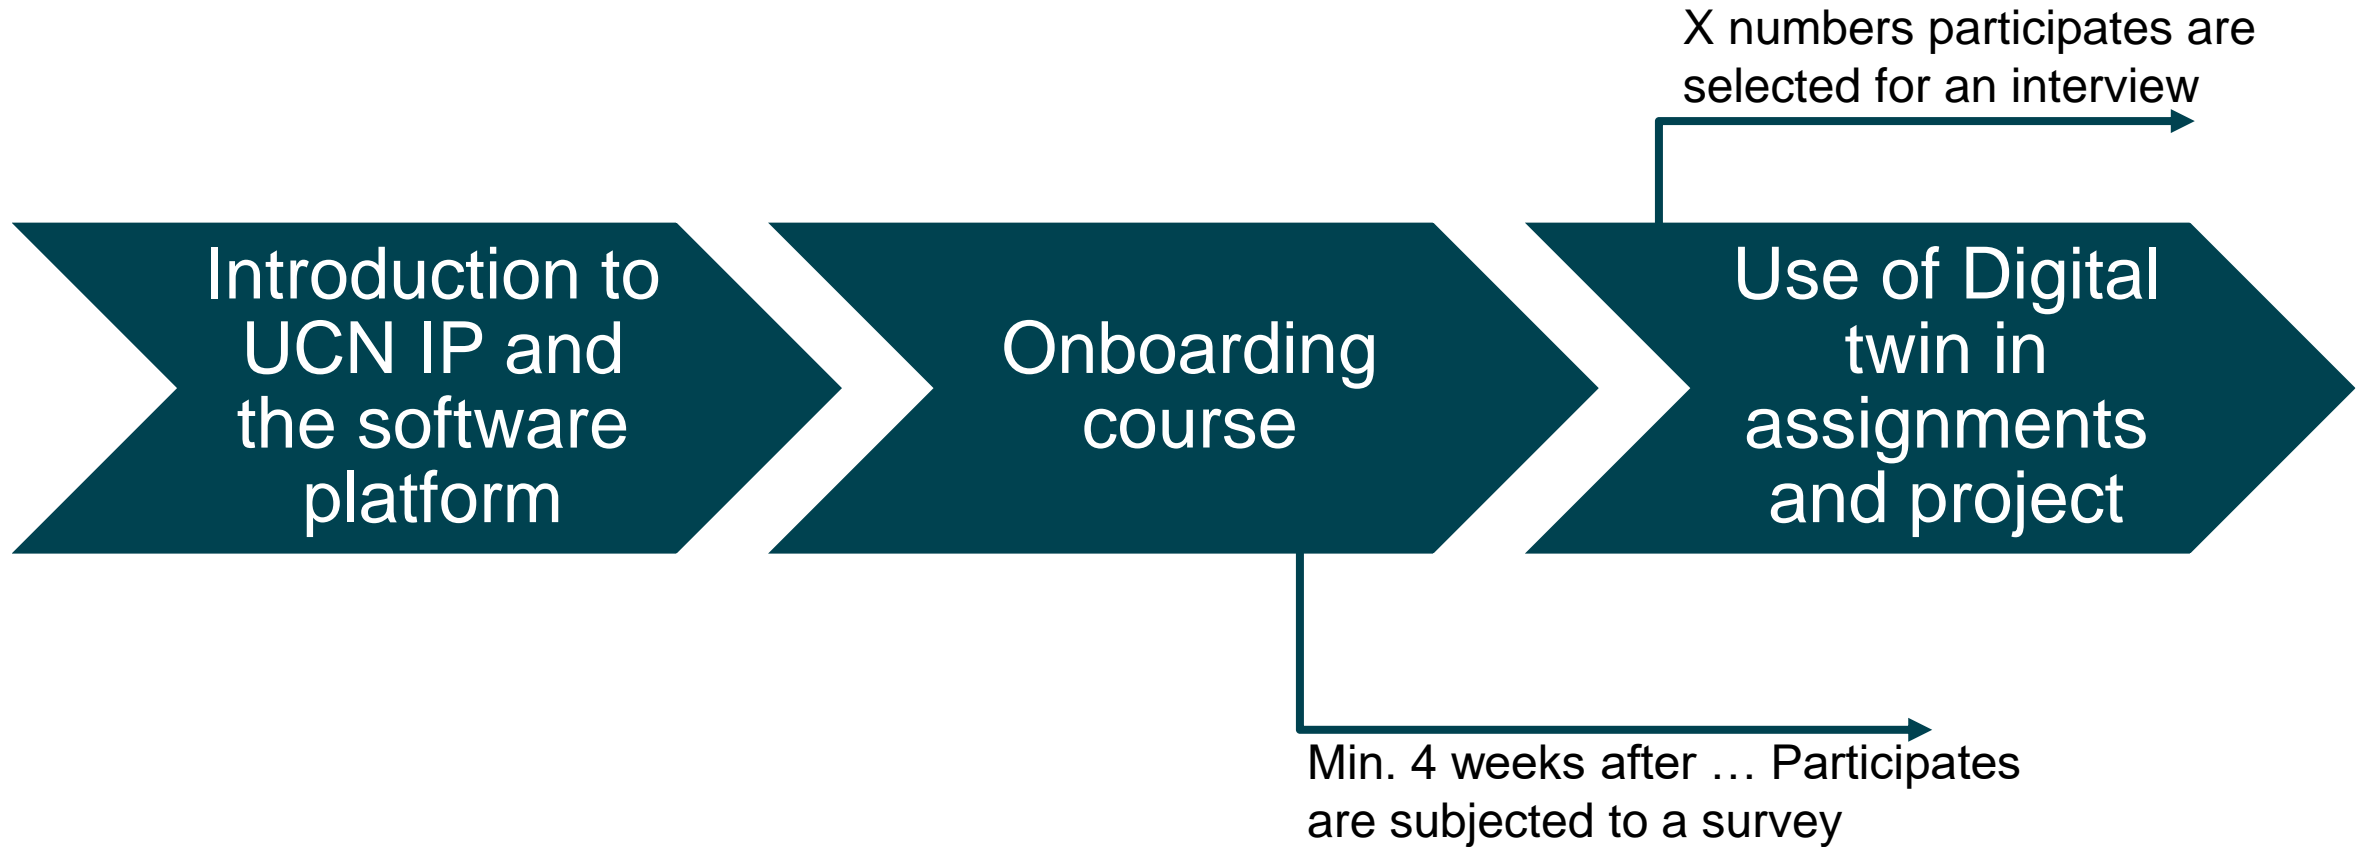 X numbers participates are
selected for an interview
Introduction to
UCN IP and
the software
platform
Onboarding
course
Use of Digital
twin in
assignments
and project
Min. 4 weeks after … Participates
are subjected to a survey